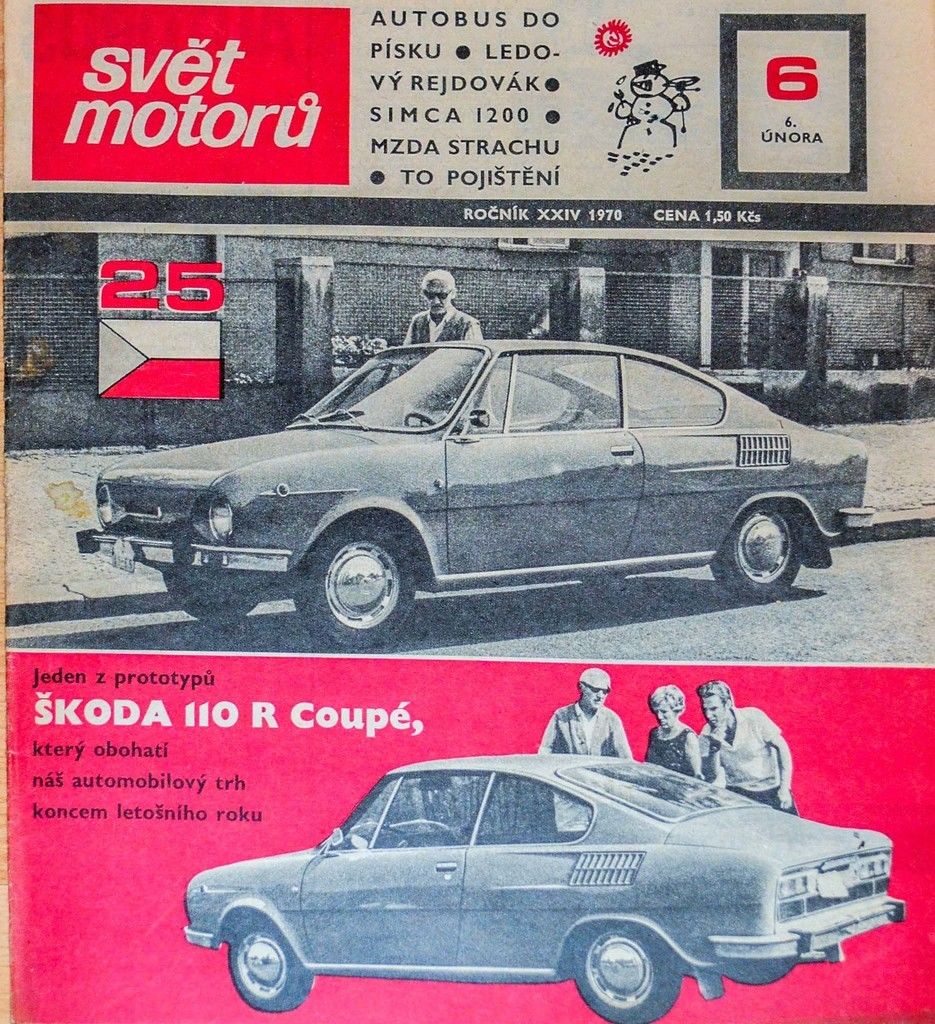 svět
motorů
AUTOBUS DO
PÍSKU ● LEDO-
VÝ REJDOVÁK ●
SIMCA 1200 ●
MZDA STRACHU
● TO POJIŠTĚNÍ
6
6.
ÚNORA
ROČNÍK XXIV 1970 CENA 1,50 Kčs
25
Jeden z prototypů
ŠKODA 110 R Coupé,
který obohatí
náš automobilový trh
koncem letošního roku